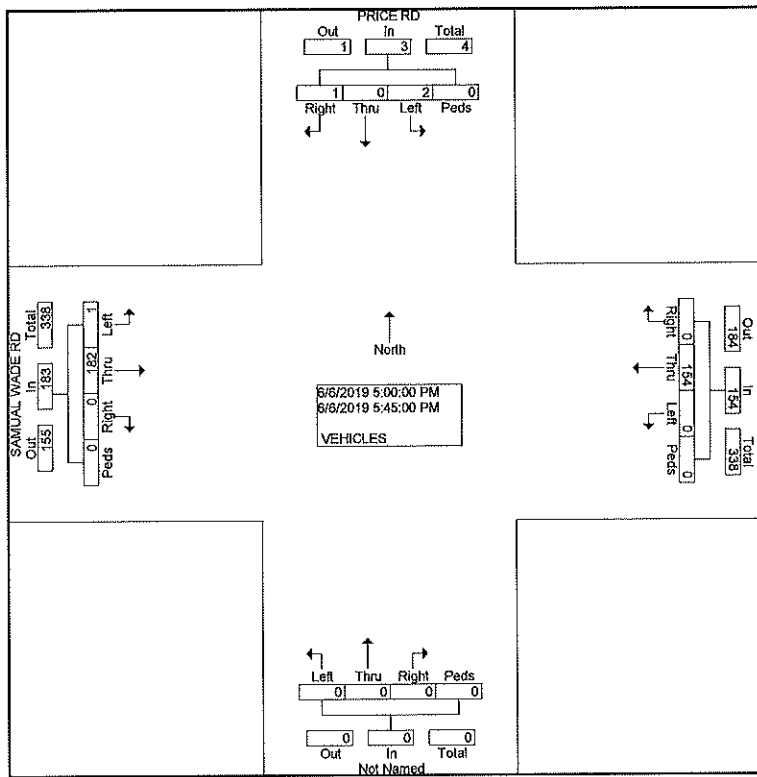 PRICE RD
Out In Total
1 3 4
1 0 2 0
Right Thru Left Peds
SAMUAL WADE RD
Out In Total
155 183 338
0 0 182 1
Peds Right Thru Left
North
6/6/2019 5:00:00 PM
6/6/2019 5:45:00 PM
VEHICLES
Right Thru Left Peds
0 154 0 0
184 154 338
Out In Total
Left Thru Right Peds
0 0 0 0
0 0 0
Out In Total
Not Named